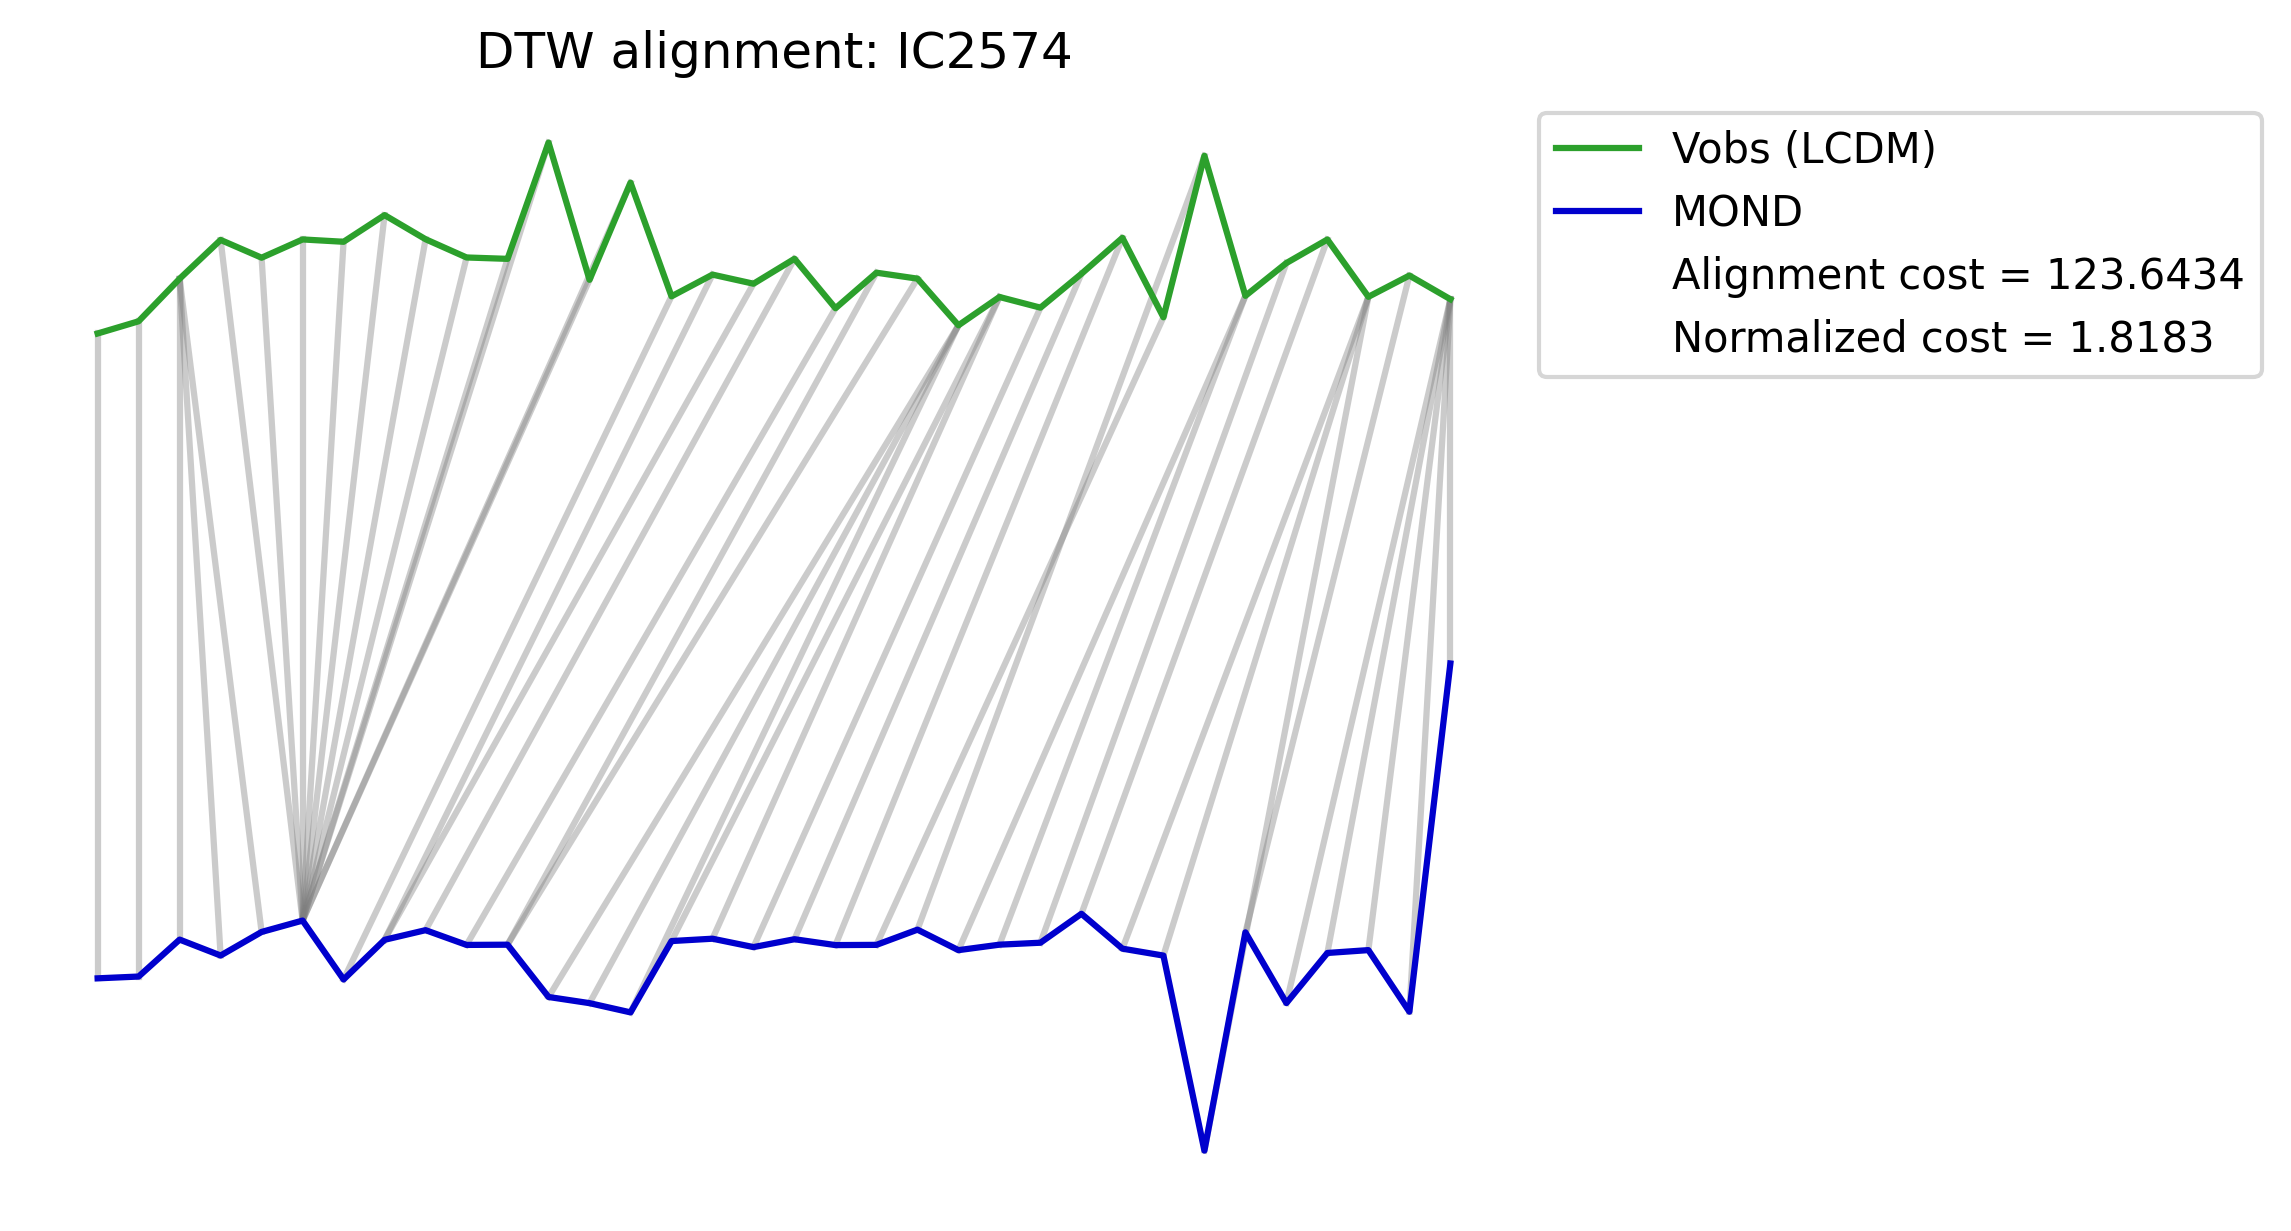 DTW alignment: IC2574
Vobs (LCDM)
MOND
Alignment cost = 123.6434
Normalized cost = 1.8183